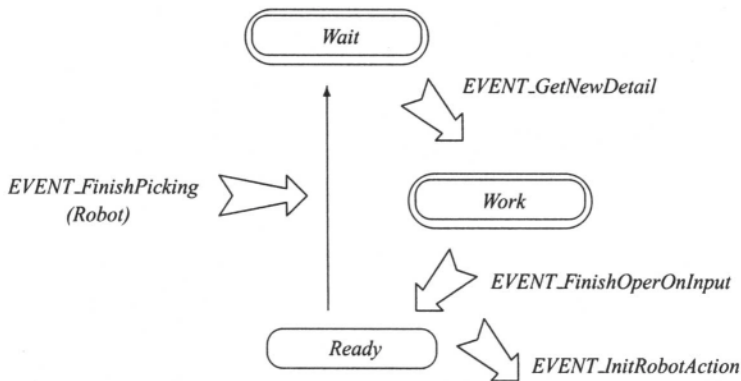 Wait
EVENT_GetNewDetail
EVENT_FinishPicking
(Robot)
Work
EVENT_FinishOperOnInput
Ready
EVENT_InitRobotAction